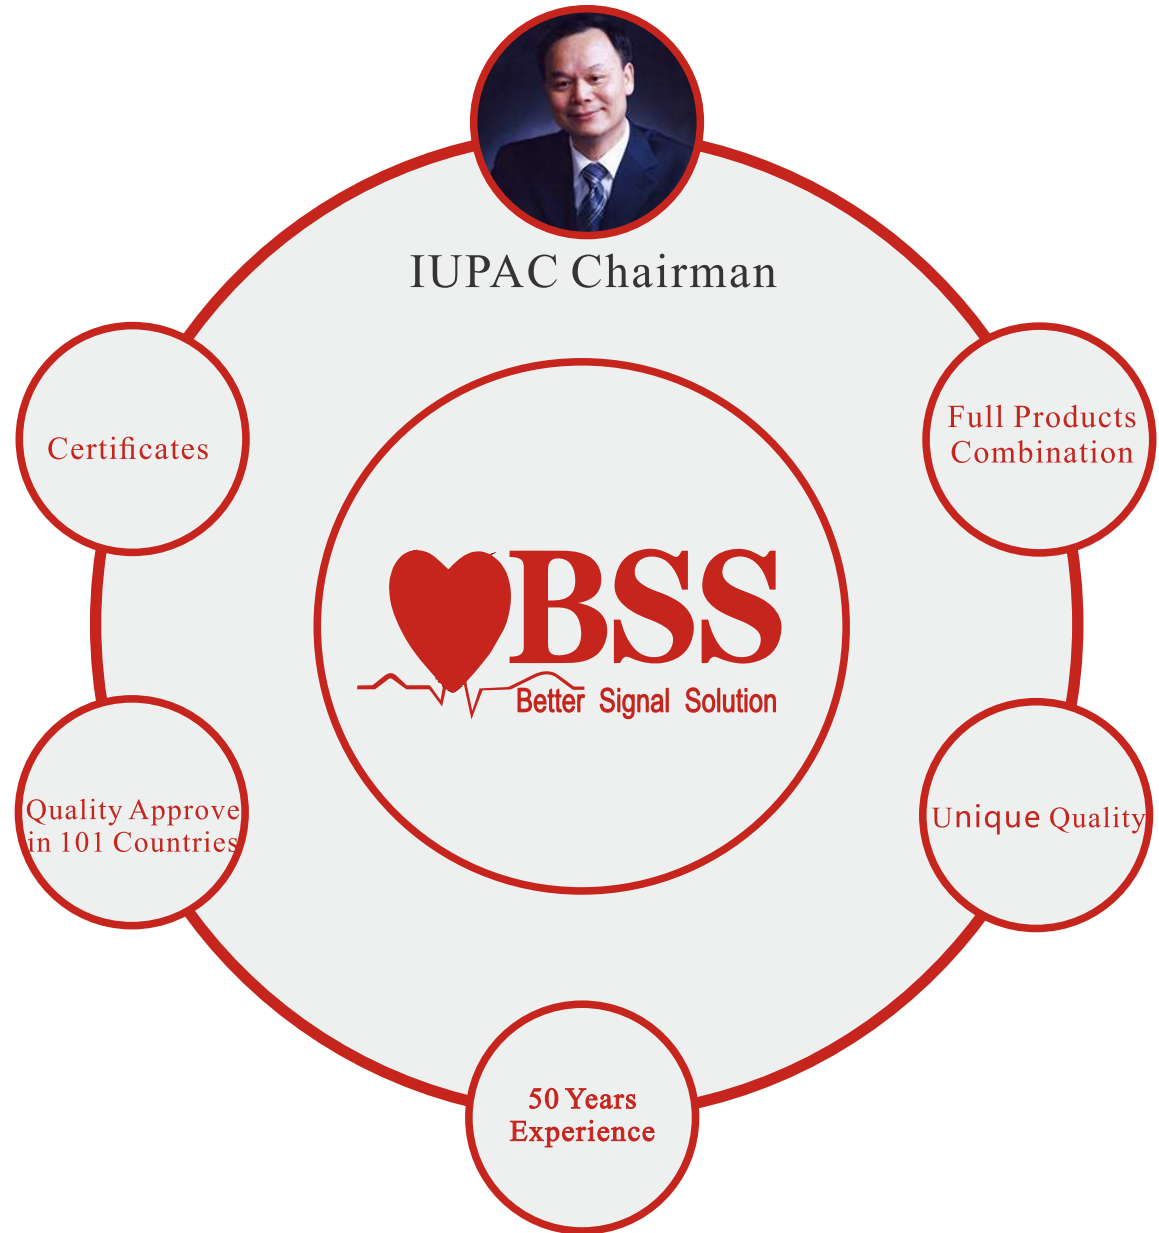 IUPAC Chairman
Certificates
Full Products
Combination
BSS
Better Signal Solution
Quality Approve
in 101 Countries
Unique Quality
50 Years
Experience